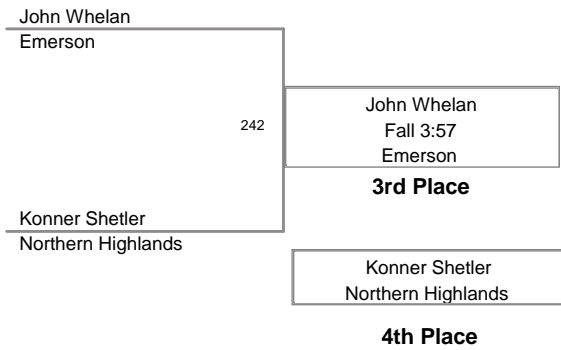 John Whelan
Emerson
242
John Whelan
Fall 3:57
Emerson
3rd Place
Konner Shetler
Northern Highlands
Konner Shetler
Northern Highlands
4th Place